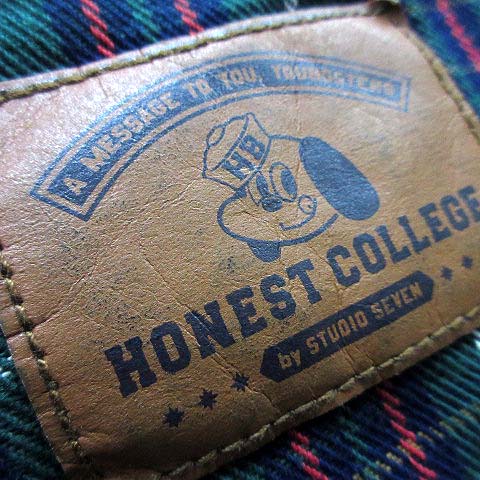 A MESSAGE TO YOU, YOUNGSTERS
HB
HONEST COLLEGE
by STUDIO SEVEN